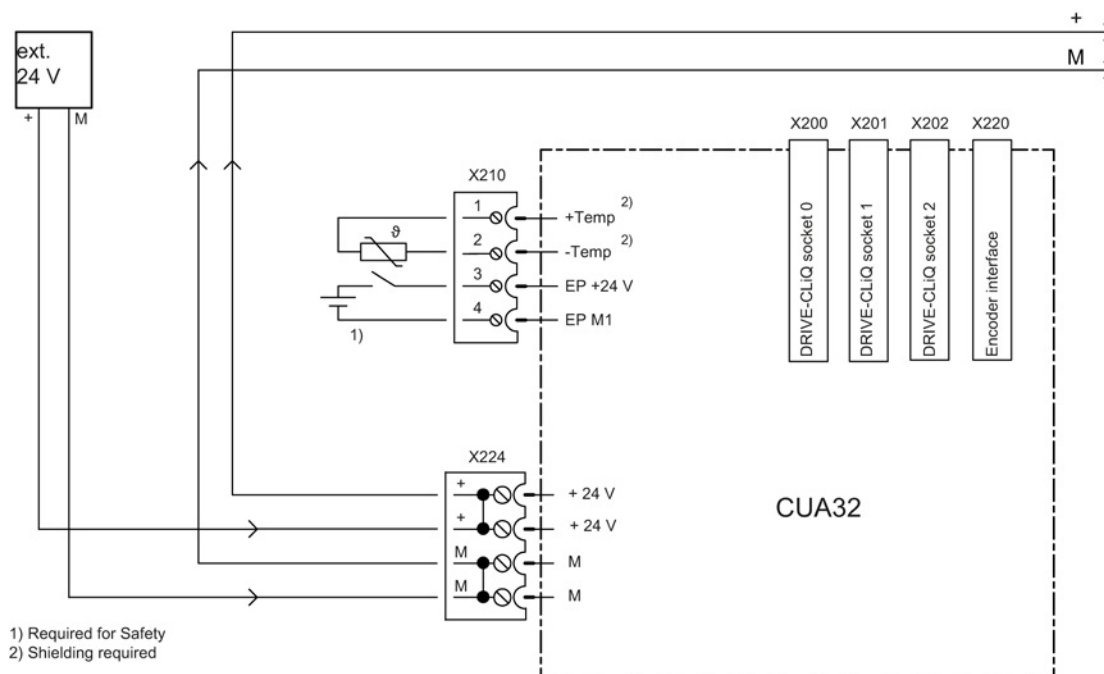 +
ext.
24 V
M
+ M
X200 X201 X202 X220
X210
1 +Temp 2)
2 -Temp 2)
3 EP +24 V
4 EP M1
ϑ
1)
DRIVE-CLiQ socket 0
DRIVE-CLiQ socket 1
DRIVE-CLiQ socket 2
Encoder interface
X224
+ + 24 V
+ + 24 V
M M
M M
CUA32
1) Required for Safety
2) Shielding required